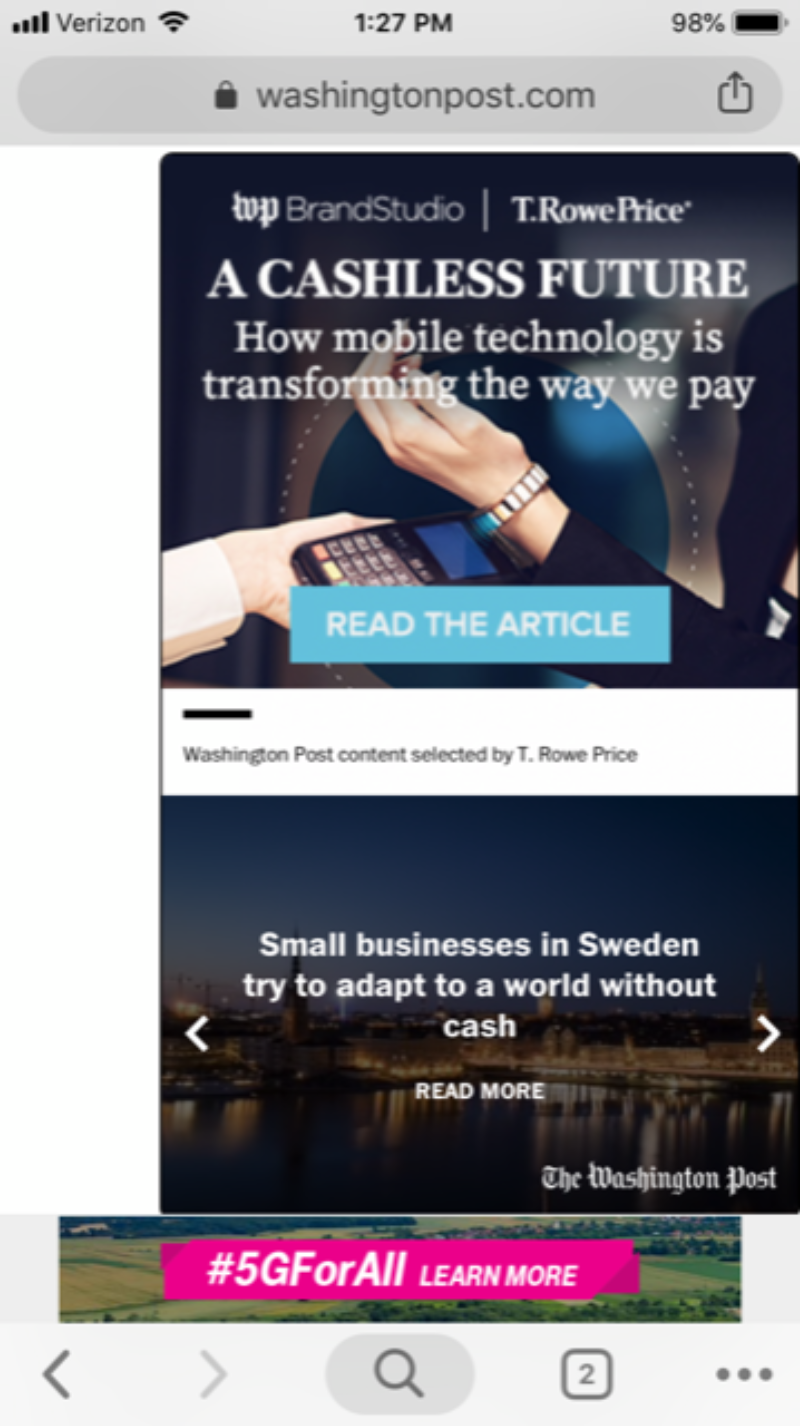 Verizon 1:27 PM 98%
washingtonpost.com
wp BrandStudio | T.RowePrice
A CASHLESS FUTURE
How mobile technology is
transforming the way we pay
READ THE ARTICLE
Washington Post content selected by T. Rowe Price
Small businesses in Sweden
try to adapt to a world without
cash
READ MORE
The Washington Post
#5GForAll LEARN MORE
2